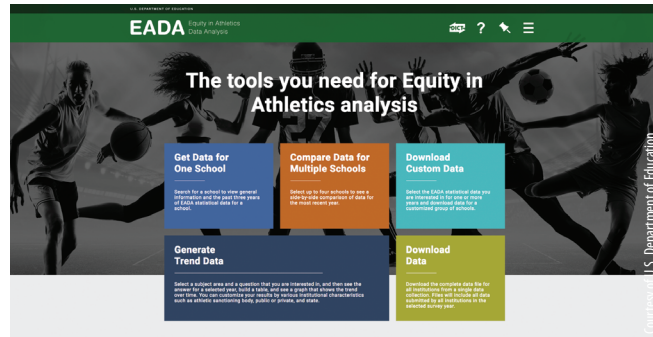 U.S. DEPARTMENT OF EDUCATION
EADA
Equity in Athletics
Data Analysis
DICT
?
The tools you need for Equity in
Athletics analysis
Get Data for
One School
Search for a school to view general
information and the past three years
of EADA statistical data for a
school.
Compare Data for
Multiple Schools
Select up to four schools to see a
side-by-side comparison of data for
the most recent year.
Download
Custom Data
Select the EADA statistical data you
are interested in for one or more
years and download data for a
customized group of schools.
Generate
Trend Data
Select a subject area and a question that you are interested in, and then see the
answer for a selected year, build a table, and see a graph that shows the trend
over time. You can customize your results by various institutional characteristics
such as athletic sanctioning body, public or private, and state.
Download
Data
Download the complete data file for
all institutions from a single data
collection. Files will include all data
submitted by all institutions in the
selected survey year.
Courtesy of U.S. Department of Education